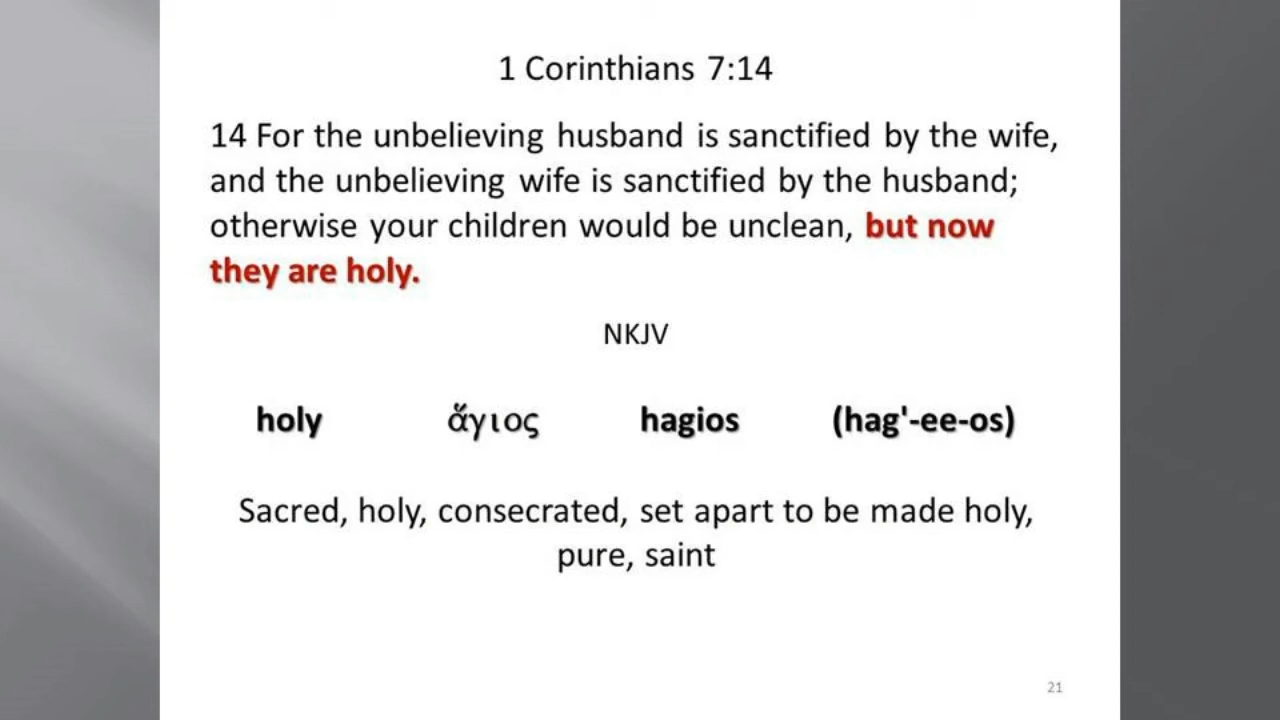 1 Corinthians 7:14
14 For the unbelieving husband is sanctified by the wife,
and the unbelieving wife is sanctified by the husband;
otherwise your children would be unclean, but now
they are holy.
NKJV
holy ἅγιος hagios (hag'-ee-os)
Sacred, holy, consecrated, set apart to be made holy,
pure, saint
21